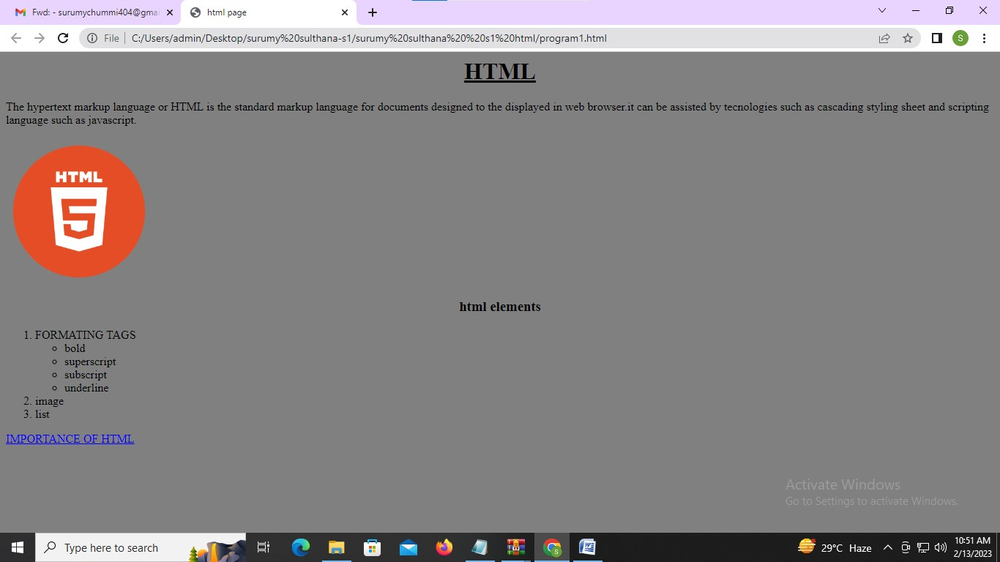 Fwd: - surumychummi404@gma
html page
File
C:/Users/admin/Desktop/surumy%20sulthana-s1/surumy%20sulthana%20%20s1%20html/program1.html
S
HTML
The hypertext markup language or HTML is the standard markup language for documents designed to the displayed in web browser.it can be assisted by tecnologies such as cascading styling sheet and scripting
language such as javascript.
HTML
5
html elements
1. FORMATING TAGS
bold
superscript
subscript
underline
2. image
3. list
IMPORTANCE OF HTML
Activate Windows
Go to Settings to activate Windows.
Type here to search
S
W
29°C Haze
10:51 AM
2/13/2023